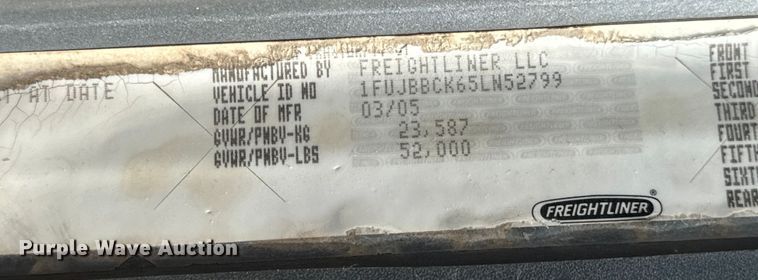 MANUFACTURED BY FREIGHTLINER LLC
VEHICLE ID NO 1FUJBBCK65LN52799
DATE OF MFR 03/05
GVWR/PNBV-KG 23,587
GVWR/PNBV-LBS 52,000
AT DATE
FRONT
FIRST
SECOND
THIRD
FOURT
FIFTH
SIXTH
REAR
FREIGHTLINER®
Purple Wave Auction